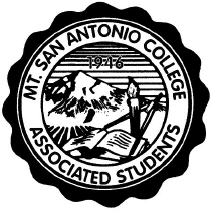 MT. SAN ANTONIO COLLEGE
1946
ASSOCIATED STUDENTS